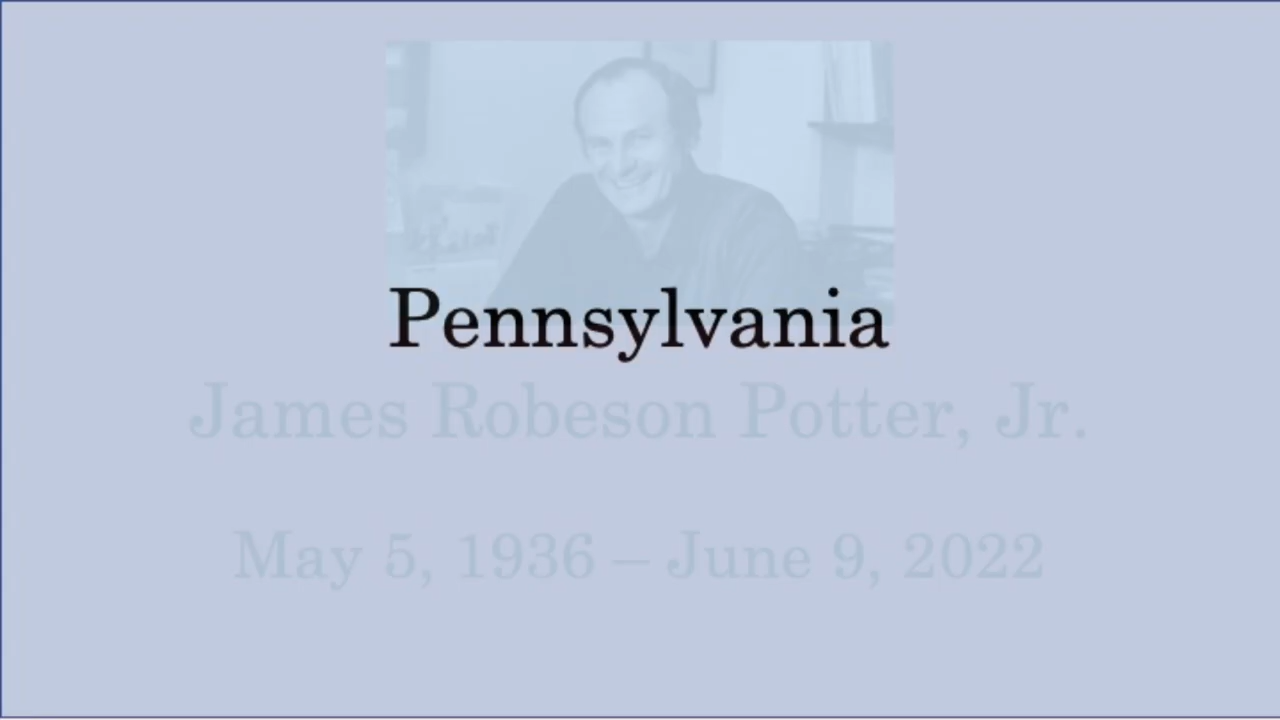 Pennsylvania
James Robeson Potter, Jr.
May 5, 1936 – June 9, 2022